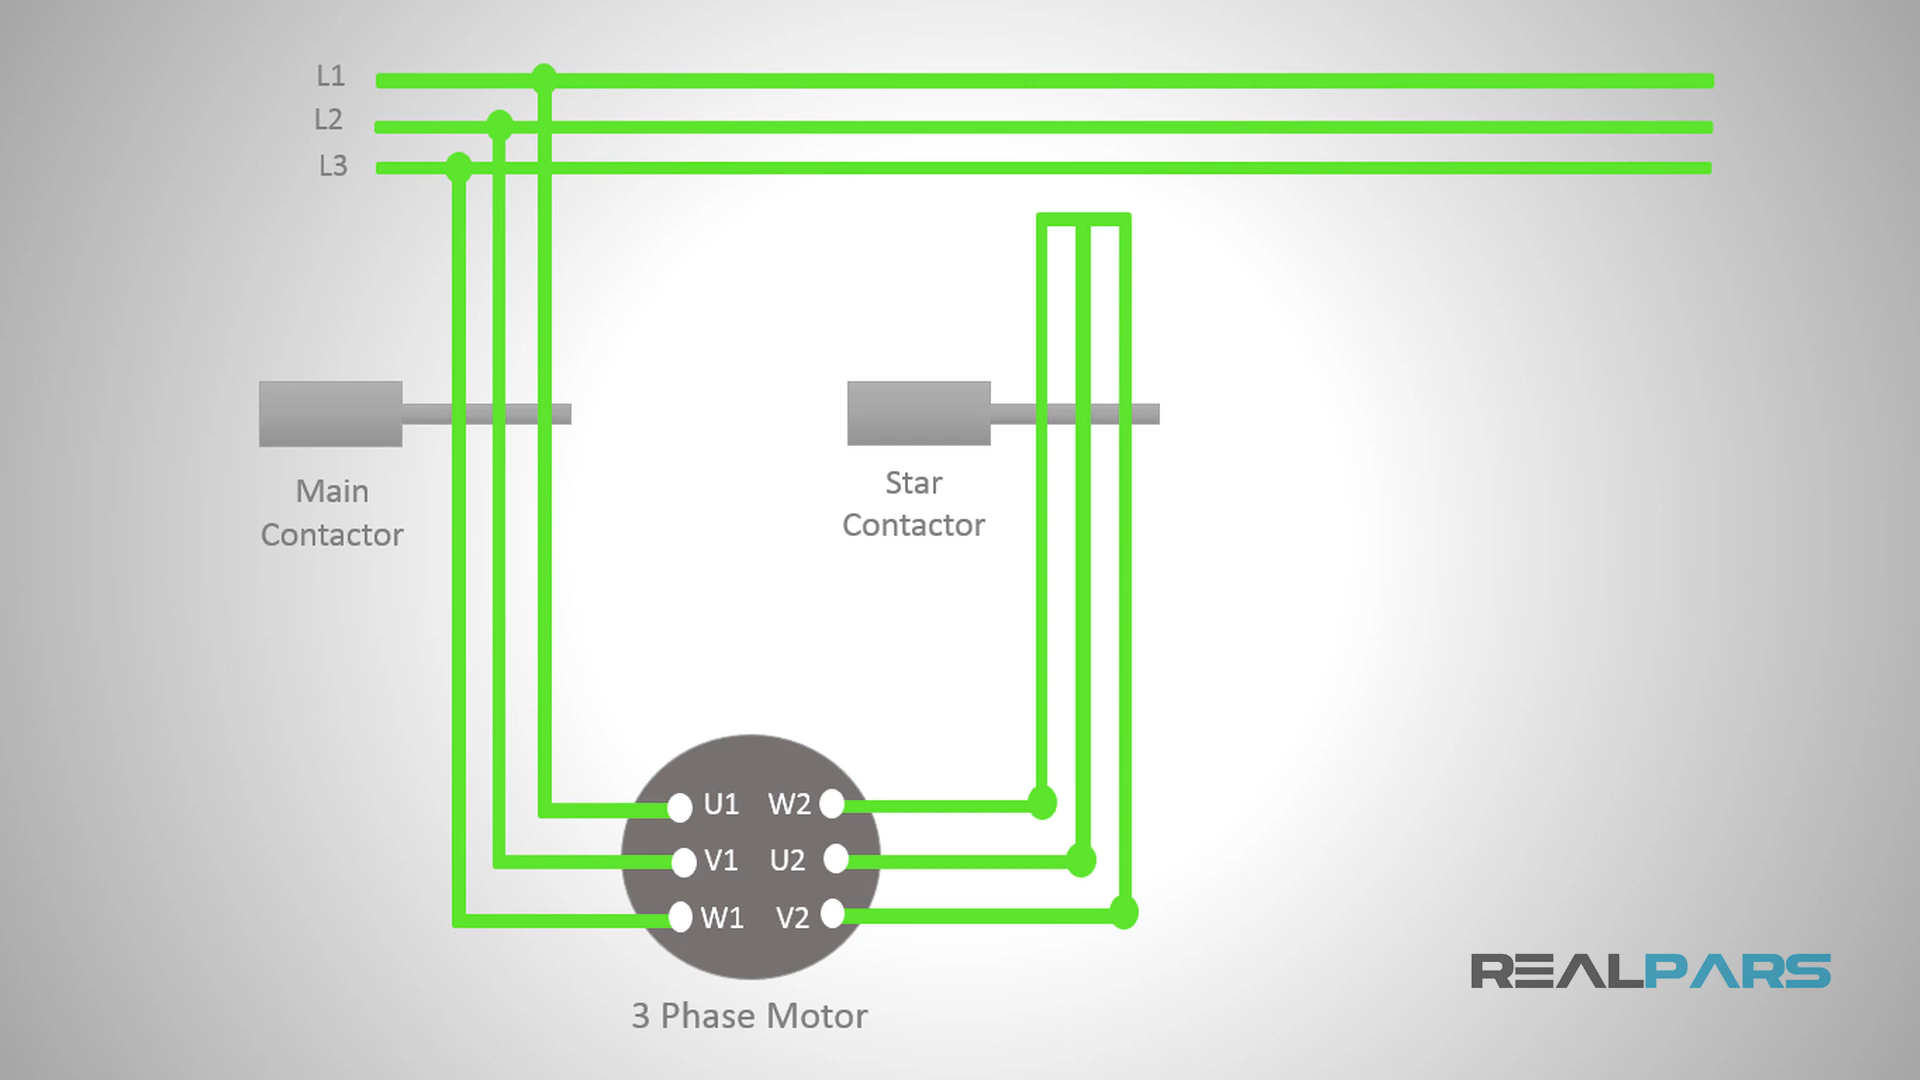 L1
L2
L3
Main
Contactor
Star
Contactor
U1 W2
V1 U2
W1 V2
3 Phase Motor
REALPARS